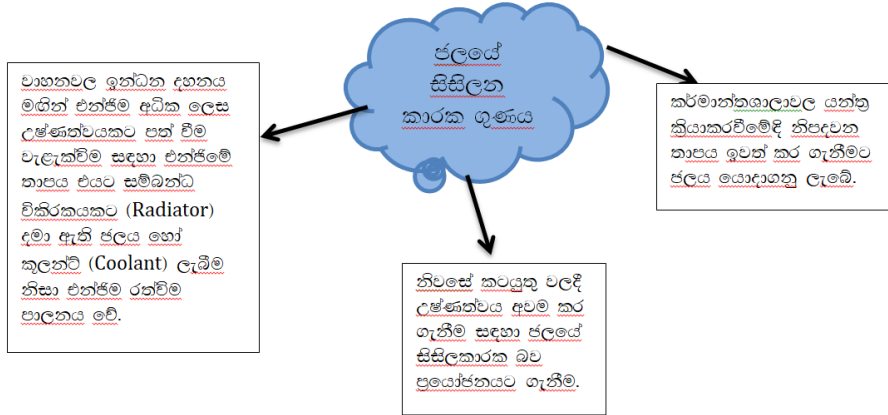 ජලයේ
සිසිලන
කාරක ගුණය
වාහනවල ඉන්ධන දහනය
මගින් එන්ජිම අධික ලෙස
උෂ්ණත්වයකට පත් වීම
වැළැක්විම සඳහා එන්ජිමේ
තාපය එයට සම්බන්ධ
විකිරකයකට (Radiator)
දමා ඇති ජලය හෝ
කූලන්ට් (Coolant) ලැබීම
නිසා එන්ජිම රත්විම
පාලනය වේ.
නිවසේ කටයුතු වලදී
උෂ්ණත්වය අවම කර
ගැනීම සඳහා ජලයේ
සිසිලකාරක බව
ප්‍රයෝජනයට ගැනීම.
කර්මාන්තශාලාවල යන්ත්‍ර
ක්‍රියාකරවීමේදි නිපදවන
තාපය ඉවත් කර ගැනීමට
ජලය යොදාගනු ලැබේ.